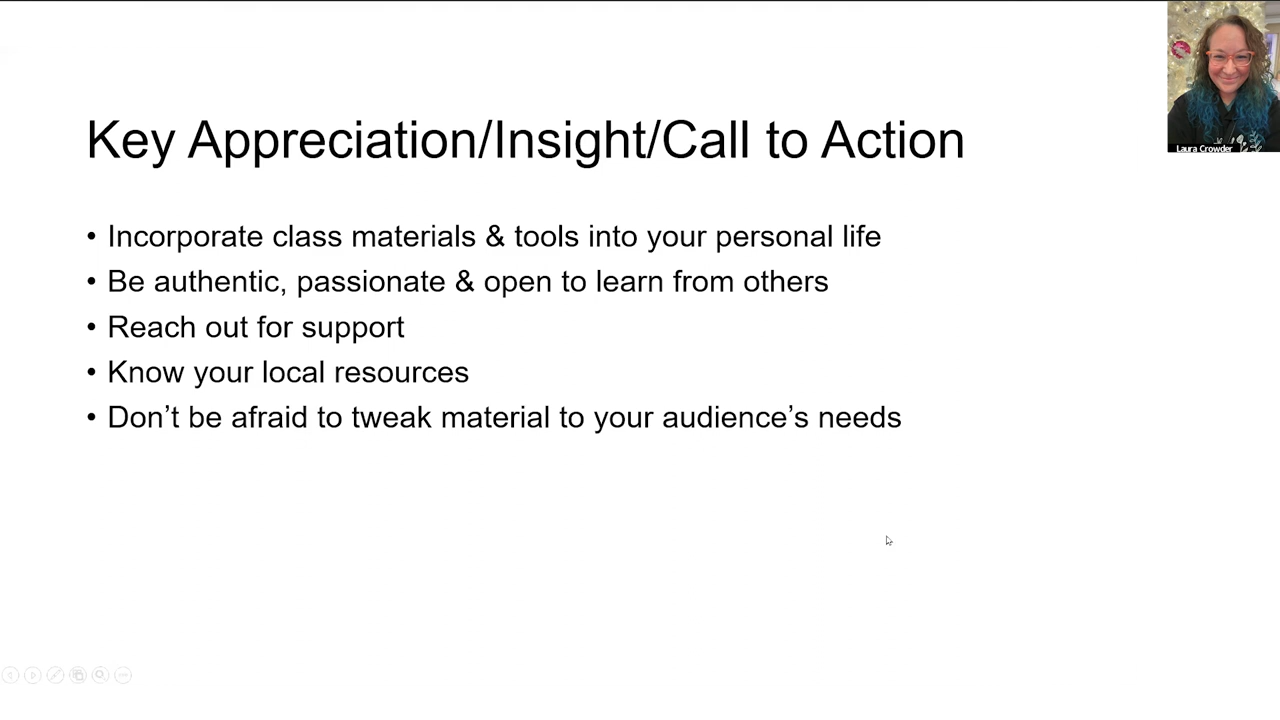 Key Appreciation/Insight/Call to Action
• Incorporate class materials & tools into your personal life
• Be authentic, passionate & open to learn from others
• Reach out for support
• Know your local resources
• Don’t be afraid to tweak material to your audience’s needs
Laura Crowder